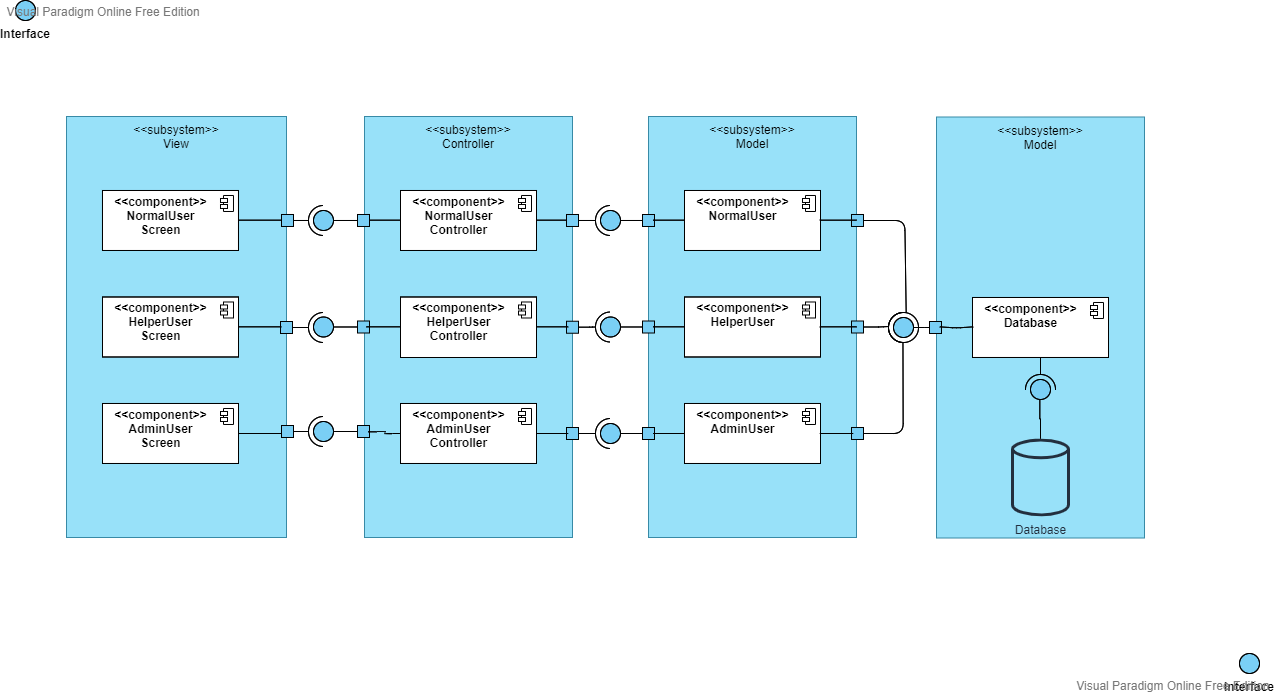 Visual Paradigm Online Free Edition
Interface
<<subsystem>>
View
<<component>>
NormalUser
Screen
<<component>>
HelperUser
Screen
<<component>>
AdminUser
Screen
<<subsystem>>
Controller
<<component>>
NormalUser
Controller
<<component>>
HelperUser
Controller
<<component>>
AdminUser
Controller
<<subsystem>>
Model
<<component>>
NormalUser
<<component>>
HelperUser
<<component>>
AdminUser
<<subsystem>>
Model
<<component>>
Database
Database
Visual Paradigm Online Free Edition
Interface